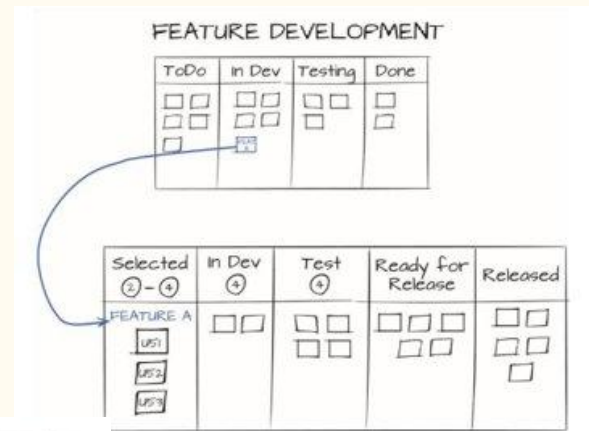 FEATURE DEVELOPMENT
ToDo In Dev Testing Done
Selected In Dev Test Ready for Released
② - ④ ④ ④ Release
FEATURE A
US1
US2
US3